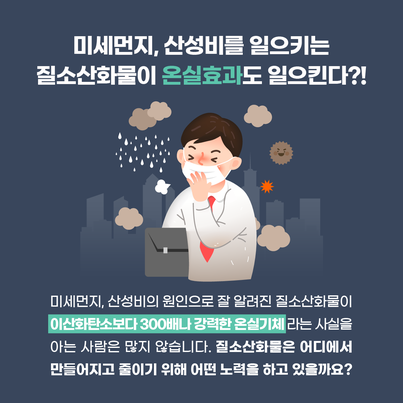 미세먼지, 산성비를 일으키는
질소산화물이 온실효과도 일으킨다?!
미세먼지, 산성비의 원인으로 잘 알려진 질소산화물이
이산화탄소보다 300배나 강력한 온실기체라는 사실을
아는 사람은 많지 않습니다. 질소산화물은 어디에서
만들어지고 줄이기 위해 어떤 노력을 하고 있을까요?